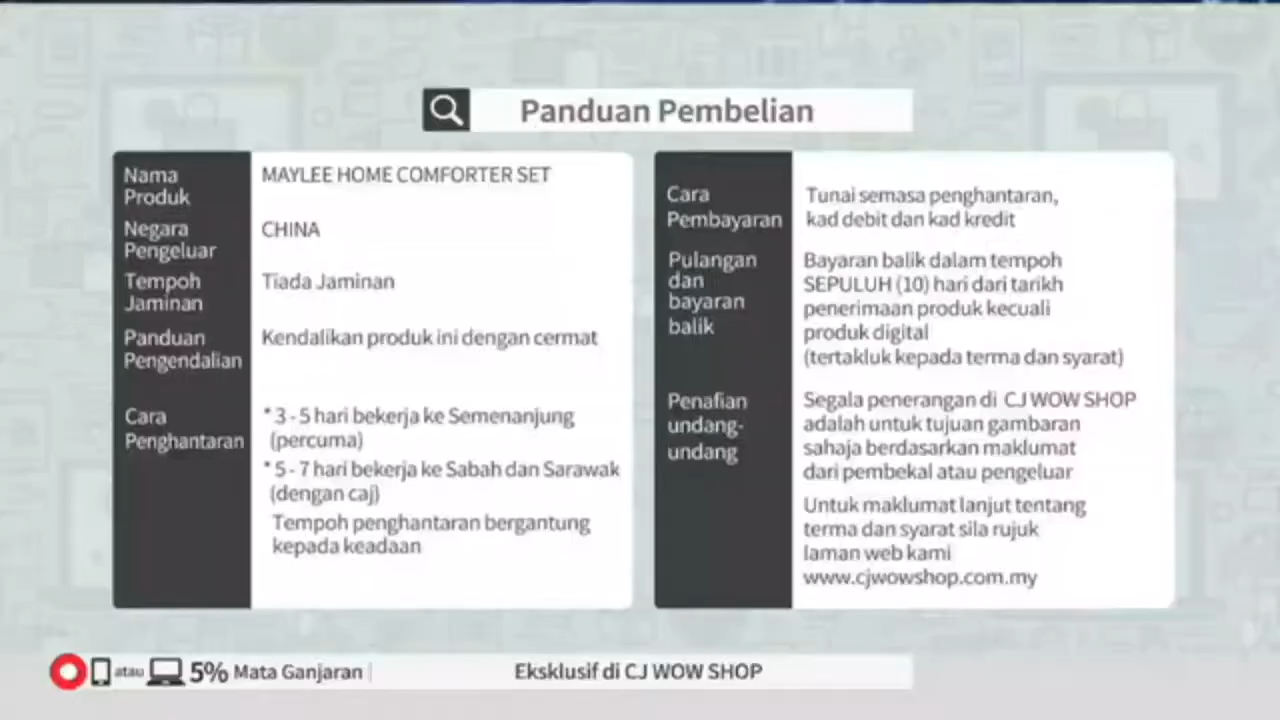 Panduan Pembelian
Nama
Produk
MAYLEE HOME COMFORTER SET
Negara
Pengeluar
CHINA
Tempoh
Jaminan
Tiada Jaminan
Panduan
Pengendalian
Kendalikan produk ini dengan cermat
Cara
Penghantaran
* 3 - 5 hari bekerja ke Semenanjung
(percuma)
* 5 - 7 hari bekerja ke Sabah dan Sarawak
(dengan caj)
Tempoh penghantaran bergantung
kepada keadaan
Cara
Pembayaran
Tunai semasa penghantaran,
kad debit dan kad kredit
Pulangan
dan
bayaran
balik
Bayaran balik dalam tempoh
SEPULUH (10) hari dari tarikh
penerimaan produk kecuali
produk digital
(tertakluk kepada terma dan syarat)
Penafian
undang-
undang
Segala penerangan di CJ WOW SHOP
adalah untuk tujuan gambaran
sahaja berdasarkan maklumat
dari pembekal atau pengeluar
Untuk maklumat lanjut tentang
terma dan syarat sila rujuk
laman web kami
www.cjwowshop.com.my
atau 5% Mata Ganjaran
Eksklusif di CJ WOW SHOP